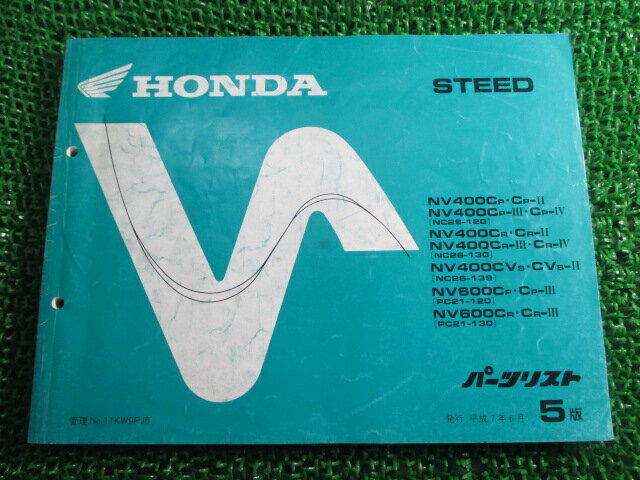 HONDA
STEED
NV400CP・CP-II
NV400CP-III・CP-IV
[NC26-120]
NV400CR・CR-II
NV400CR-III・CR-IV
[NC26-130]
NV400CVS・CVS-II
[NC26-139]
NV600CP・CP-III
[PC21-120]
NV600CR・CR-III
[PC21-130]
パーツリスト
管理 No.11KW9PJ5
発行 平成7年6月 5版